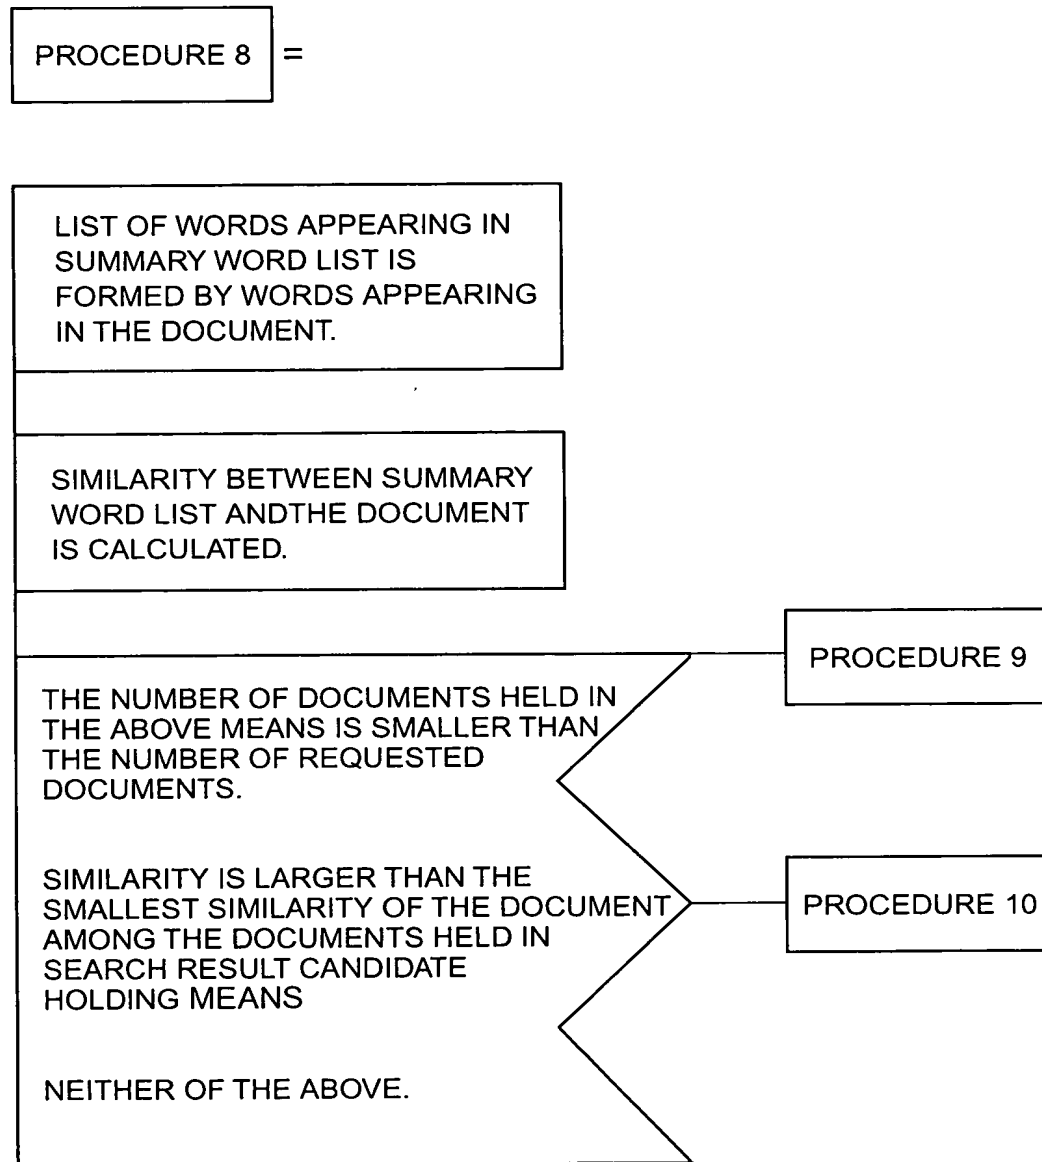 PROCEDURE 8 =
LIST OF WORDS APPEARING IN
SUMMARY WORD LIST IS
FORMED BY WORDS APPEARING
IN THE DOCUMENT.
SIMILARITY BETWEEN SUMMARY
WORD LIST ANDTHE DOCUMENT
IS CALCULATED.
PROCEDURE 9
THE NUMBER OF DOCUMENTS HELD IN
THE ABOVE MEANS IS SMALLER THAN
THE NUMBER OF REQUESTED
DOCUMENTS.
SIMILARITY IS LARGER THAN THE
SMALLEST SIMILARITY OF THE DOCUMENT
AMONG THE DOCUMENTS HELD IN
SEARCH RESULT CANDIDATE
HOLDING MEANS
PROCEDURE 10
NEITHER OF THE ABOVE.